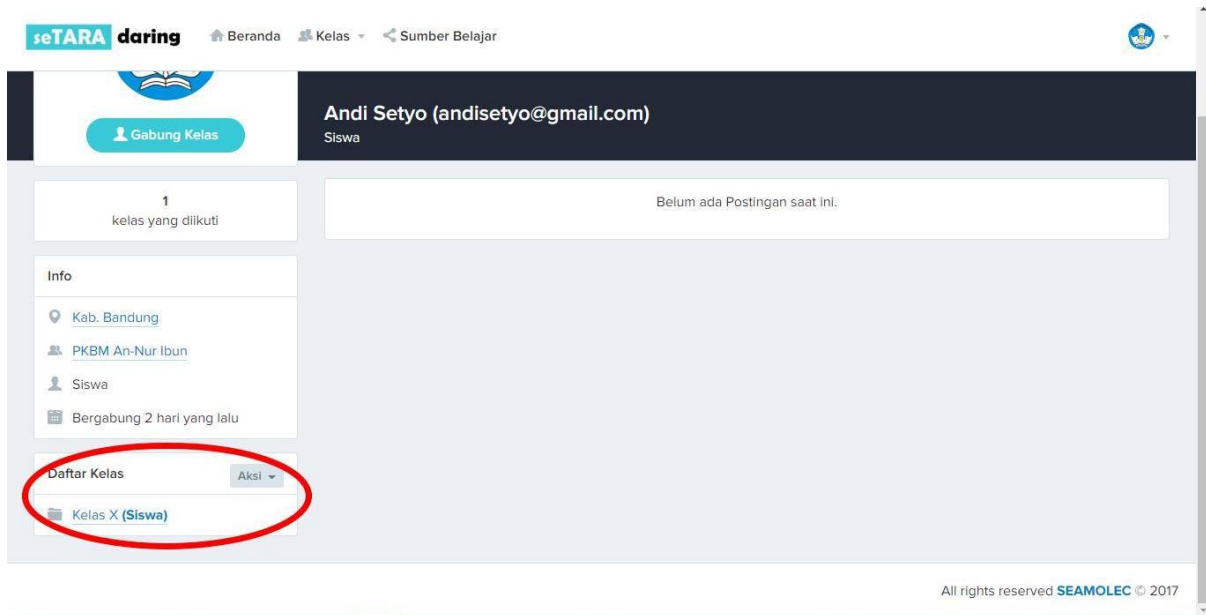 seTARA daring
Beranda
Kelas
Sumber Belajar
Gabung Kelas
Andi Setyo (andisetyo@gmail.com)
Siswa
1
kelas yang diikuti
Belum ada Postingan saat ini.
Info
Kab. Bandung
PKBM An-Nur Ibun
Siswa
Bergabung 2 hari yang lalu
Daftar Kelas
Aksi
Kelas X (Siswa)
All rights reserved SEAMOLEC © 2017